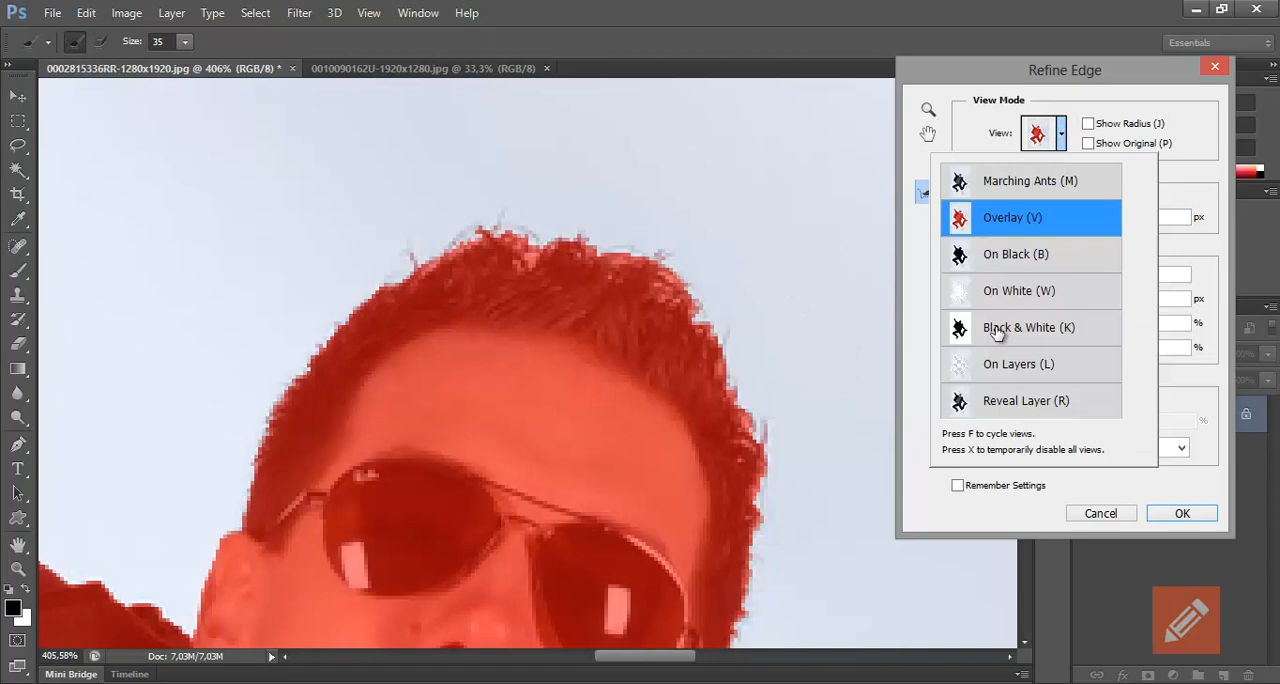 Ps File Edit Image Layer Type Select Filter 3D View Window Help
Size: 35
Essentials
0002815336RR-1280x1920.jpg @ 406% (RGB/8) * ×
0010090162U-1920x1280.jpg @ 33,3% (RGB/8) ×
Refine Edge
View Mode
View:
Show Radius (J)
Show Original (P)
Marching Ants (M)
Overlay (V)
px
On Black (B)
On White (W)
px
Black & White (K)
%
%
On Layers (L)
Reveal Layer (R)
%
Press F to cycle views.
Press X to temporarily disable all views.
Remember Settings
Cancel OK
Ray-Ban
405,58% Doc: 7,03M/7,03M
Mini Bridge Timeline
fx